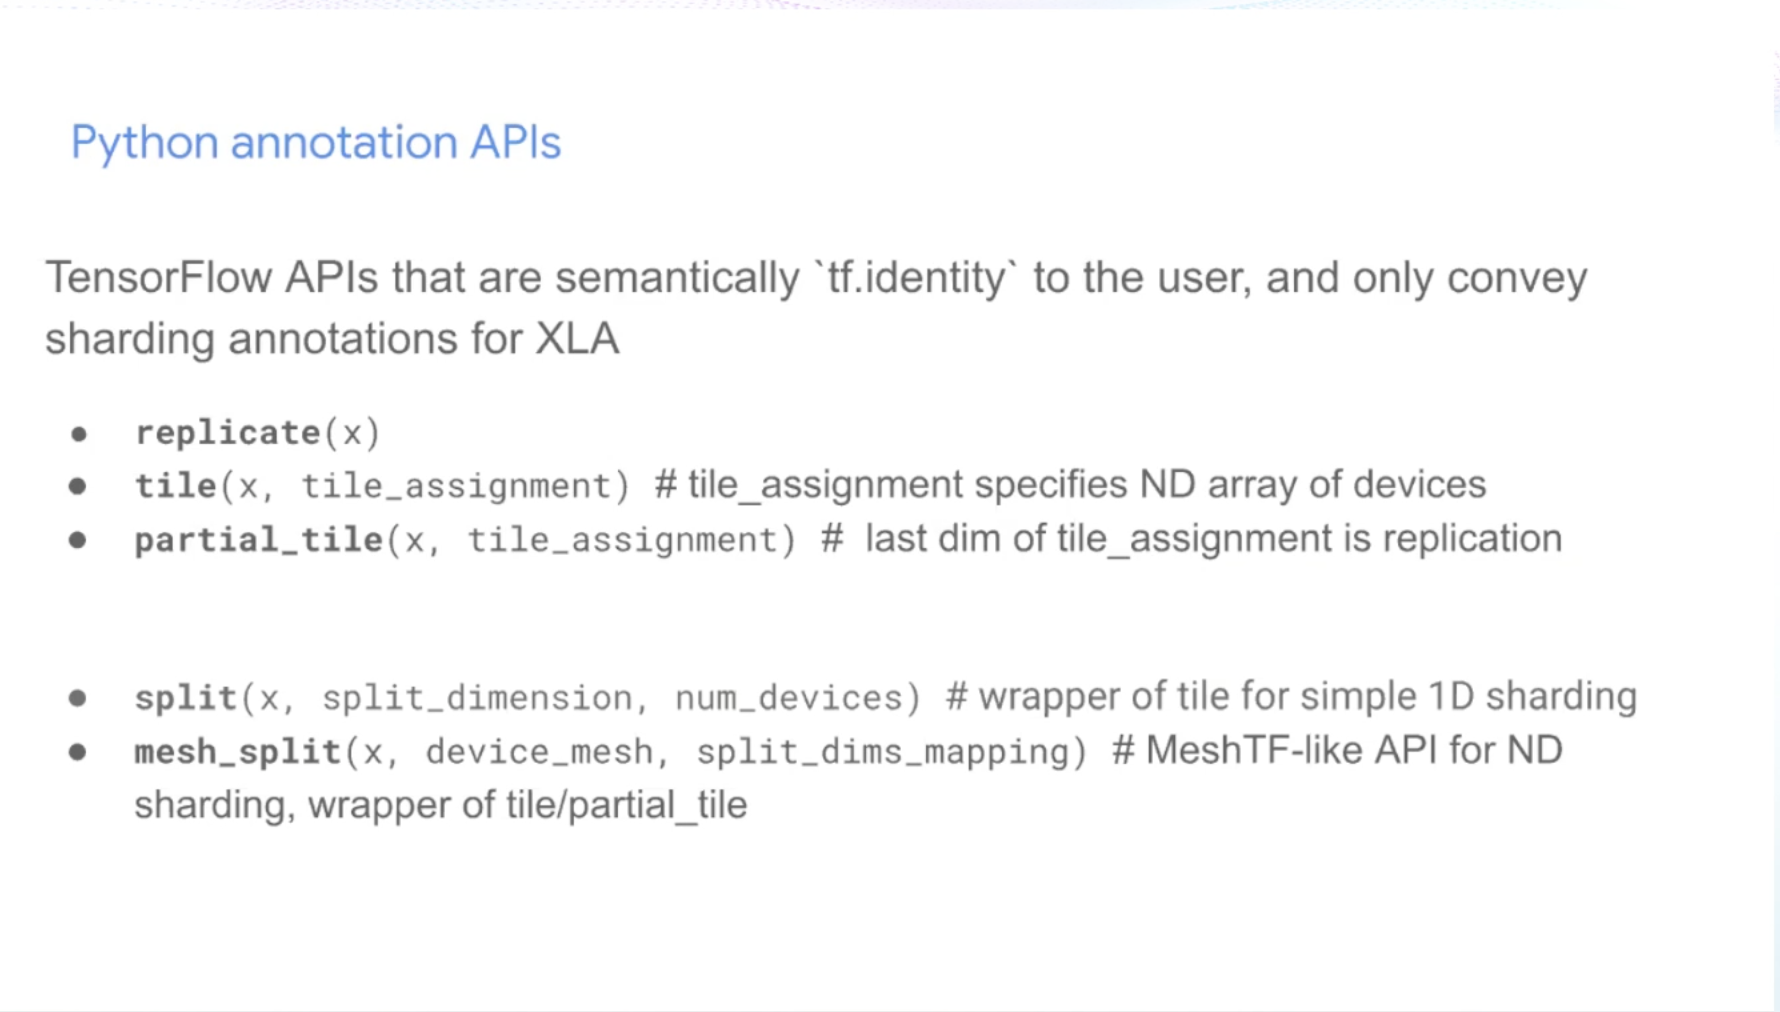 Python annotation APIs
TensorFlow APIs that are semantically `tf.identity` to the user, and only convey
sharding annotations for XLA
● replicate(x)
● tile(x, tile_assignment) # tile_assignment specifies ND array of devices
● partial_tile(x, tile_assignment) # last dim of tile_assignment is replication
● split(x, split_dimension, num_devices) # wrapper of tile for simple 1D sharding
● mesh_split(x, device_mesh, split_dims_mapping) # MeshTF-like API for ND
sharding, wrapper of tile/partial_tile